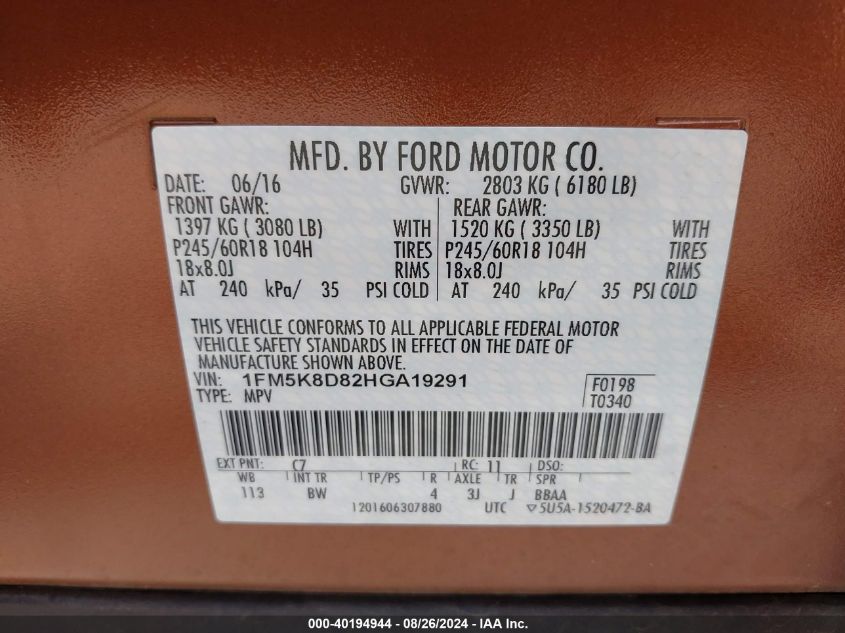 MFD. BY FORD MOTOR CO.
DATE: 06/16 GVWR: 2803 KG ( 6180 LB)
FRONT GAWR: REAR GAWR:
1397 KG ( 3080 LB) WITH 1520 KG ( 3350 LB) WITH
P245/60R18 104H TIRES P245/60R18 104H TIRES
18x8.0J RIMS 18x8.0J RIMS
AT 240 kPa/ 35 PSI COLD AT 240 kPa/ 35 PSI COLD
THIS VEHICLE CONFORMS TO ALL APPLICABLE FEDERAL MOTOR
VEHICLE SAFETY STANDARDS IN EFFECT ON THE DATE OF
MANUFACTURE SHOWN ABOVE.
VIN: 1FM5K8D82HGA19291 F0198
TYPE: MPV T0340
EXT PNT: C7 RC: 11 DSO:
WB INT TR TP/PS R AXLE TR SPR
113 BW 4 3J J BBAA
1201606307880 UTC ▽5U5A-1520472-BA
000-40194944 - 08/26/2024 - IAA Inc.